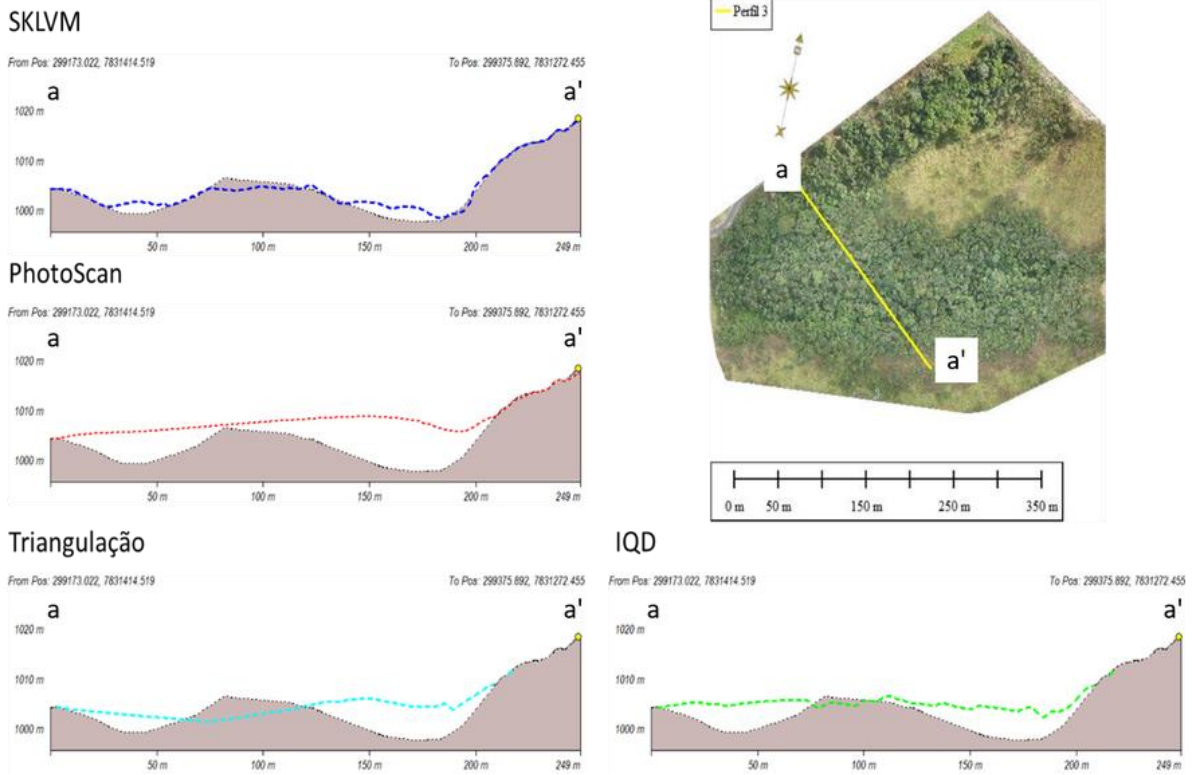 SKLVM
From Pos: 299173.022, 7831414.519 To Pos: 299375.892, 7831272.455
a a'
1020 m
1010 m
1000 m
50 m 100 m 150 m 200 m 249 m
PhotoScan
From Pos: 299173.022, 7831414.519 To Pos: 299375.892, 7831272.455
a a'
1020 m
1010 m
1000 m
50 m 100 m 150 m 200 m 249 m
Perfil 3
a
a'
0 m 50 m 150 m 250 m 350 m
Triangulação
From Pos: 299173.022, 7831414.519 To Pos: 299375.892, 7831272.455
a a'
1020 m
1010 m
1000 m
50 m 100 m 150 m 200 m 249 m
IQD
From Pos: 299173.022, 7831414.519 To Pos: 299375.892, 7831272.455
a a'
1020 m
1010 m
1000 m
50 m 100 m 150 m 200 m 249 m